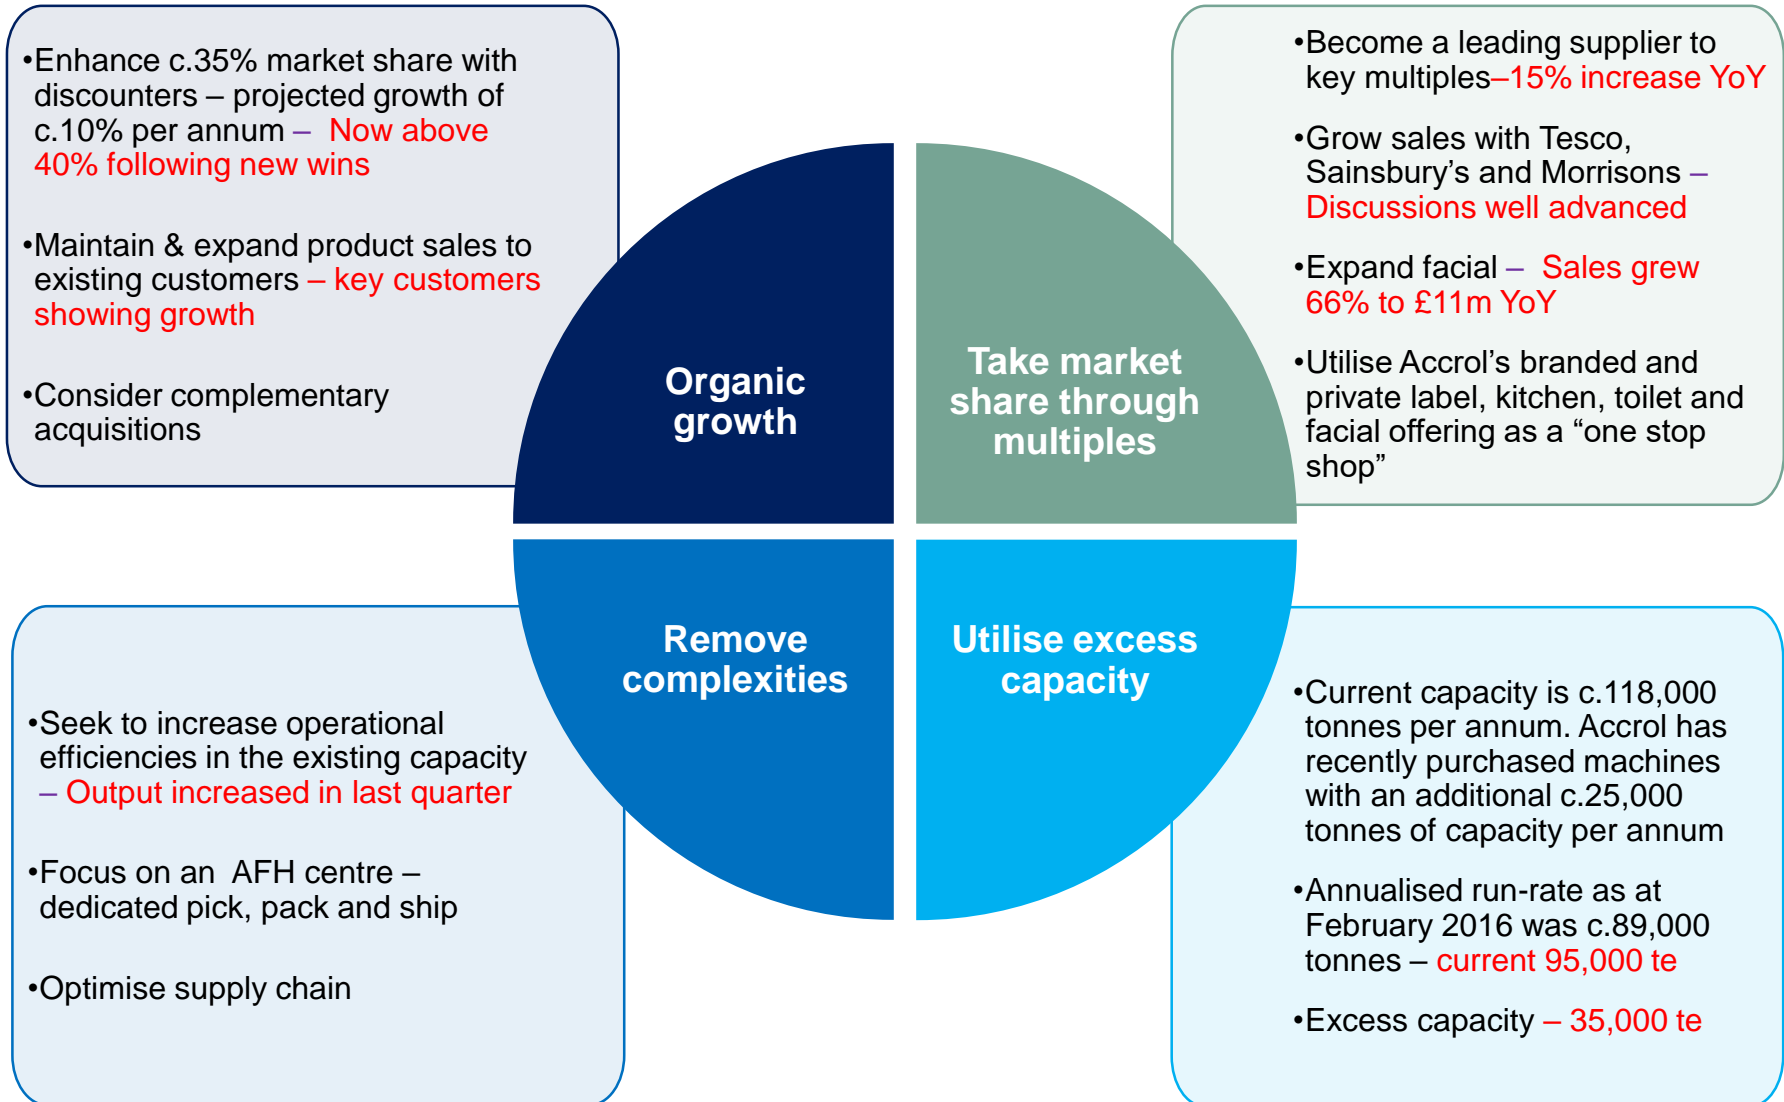 •Enhance c.35% market share with
discounters – projected growth of
c.10% per annum – Now above
40% following new wins
•Maintain & expand product sales to
existing customers – key customers
showing growth
•Consider complementary
acquisitions
•Become a leading supplier to
key multiples–15% increase YoY
•Grow sales with Tesco,
Sainsbury’s and Morrisons –
Discussions well advanced
•Expand facial – Sales grew
66% to £11m YoY
•Utilise Accrol’s branded and
private label, kitchen, toilet and
facial offering as a “one stop
shop”
Organic
growth
Take market
share through
multiples
Remove
complexities
Utilise excess
capacity
•Seek to increase operational
efficiencies in the existing capacity
– Output increased in last quarter
•Focus on an AFH centre –
dedicated pick, pack and ship
•Optimise supply chain
•Current capacity is c.118,000
tonnes per annum. Accrol has
recently purchased machines
with an additional c.25,000
tonnes of capacity per annum
•Annualised run-rate as at
February 2016 was c.89,000
tonnes – current 95,000 te
•Excess capacity – 35,000 te